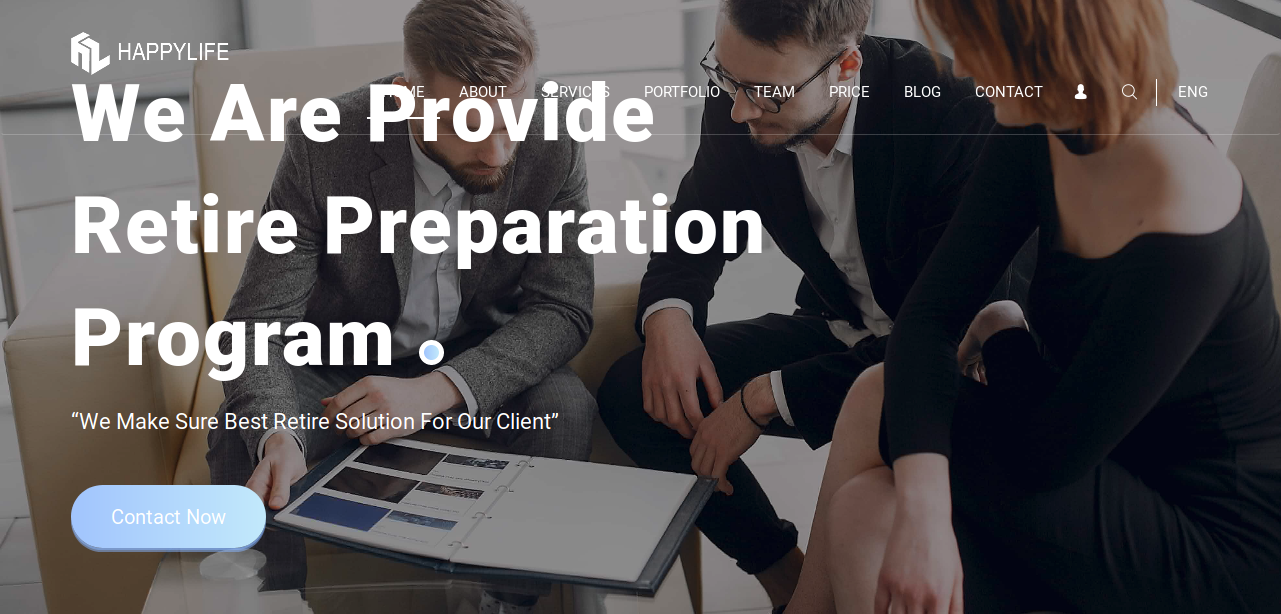 HAPPYLIFE
HOME ABOUT SERVICES PORTFOLIO TEAM PRICE BLOG CONTACT ENG
We Are Provide
Retire Preparation
Program
“We Make Sure Best Retire Solution For Our Client”
Contact Now